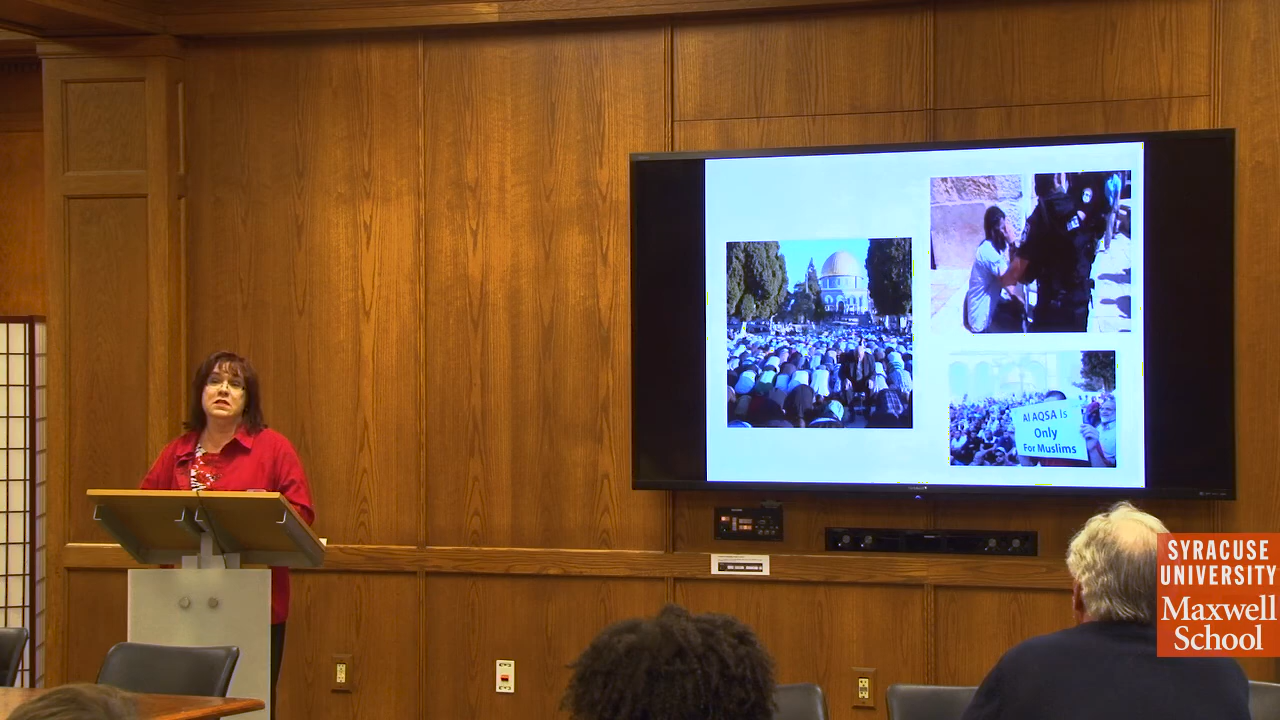 Al AQSA Is
Only
For Muslims
SYRACUSE
UNIVERSITY
Maxwell
School